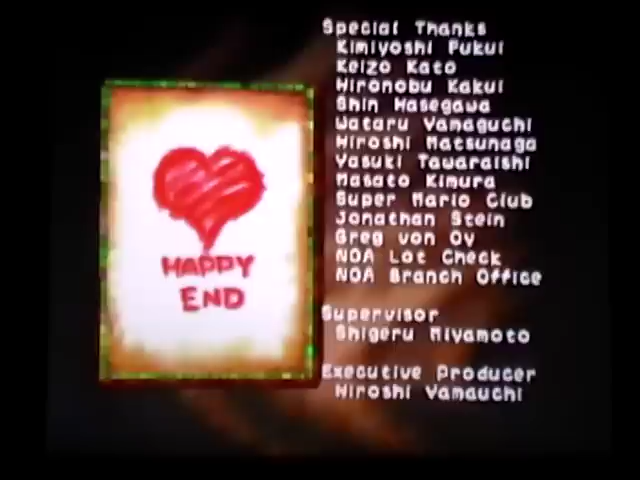 HAPPY
END
Special Thanks
Kimiyoshi Fukui
Keizo Kato
Hironobu Kakui
Shin Hasegawa
Wataru Yamaguchi
Hiroshi Matsunaga
Yasuki Tawaraishi
Masato Kimura
Super Mario Club
Jonathan Stein
Greg von Oy
NOA Lot Check
NOA Branch Office
Supervisor
Shigeru Miyamoto
Executive Producer
Hiroshi Yamauchi